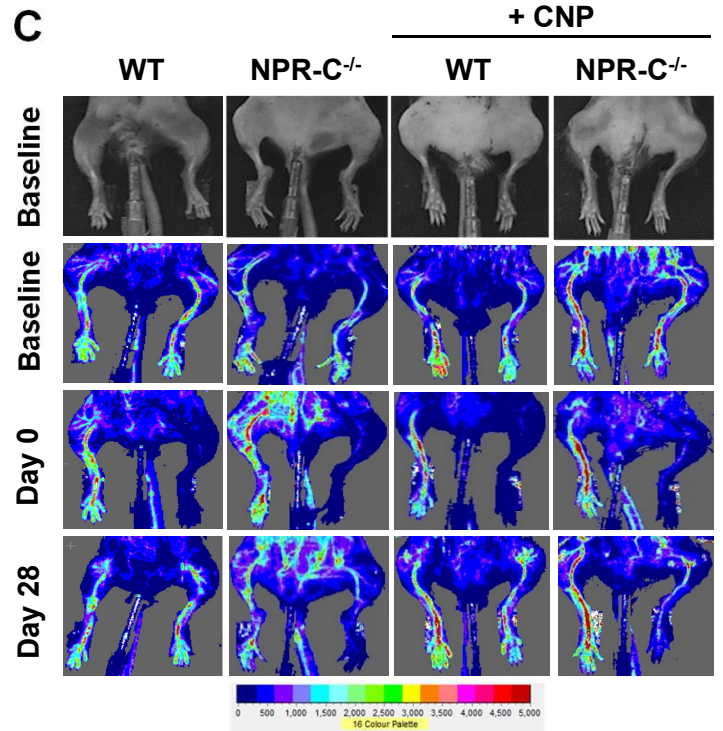 C
+ CNP
WT NPR-C-/- WT NPR-C-/-
Baseline
Baseline
Day 0
Day 28
0 500 1,000 1,500 2,000 2,500 3,000 3,500 4,000 4,500 5,000
16 Colour Palette